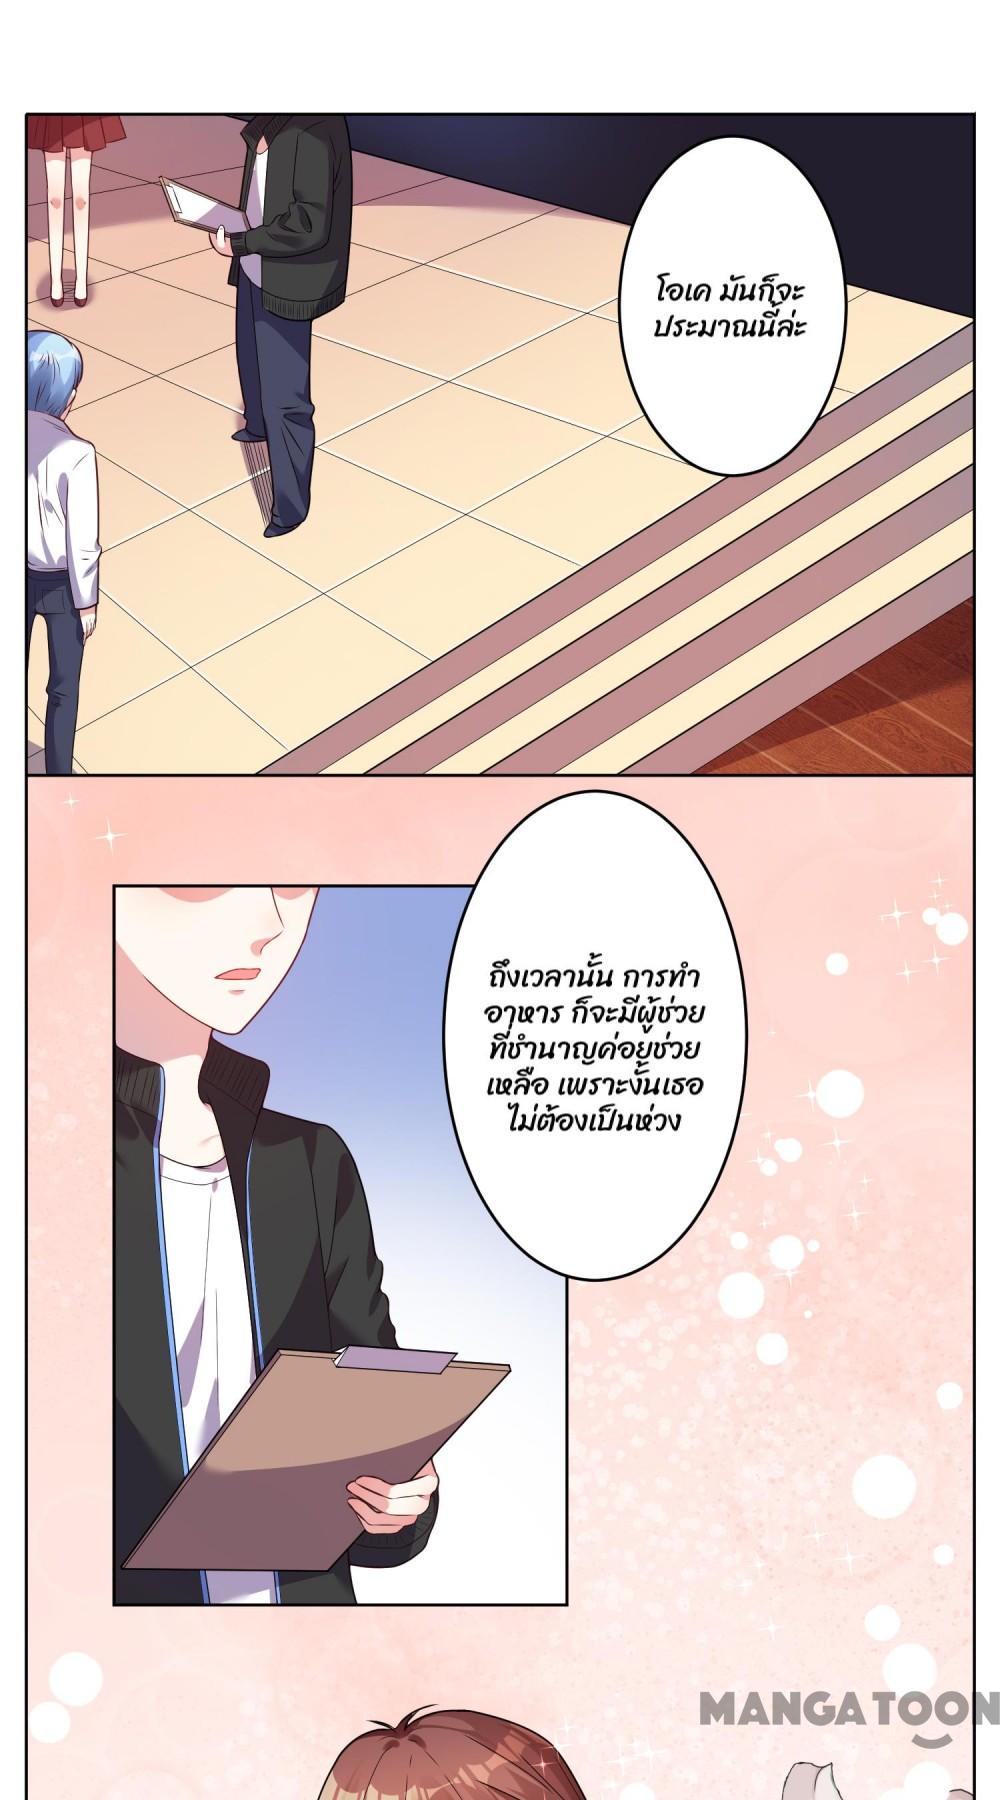 โอเค มันก็จะ
ประมาณนี้ล่ะ
ถึงเวลานั้น การทำ
อาหาร ก็จะมีผู้ช่วย
ที่ชำนาญค่อยช่วย
เหลือ เพราะงั้นเธอ
ไม่ต้องเป็นห่วง
MANGATOON